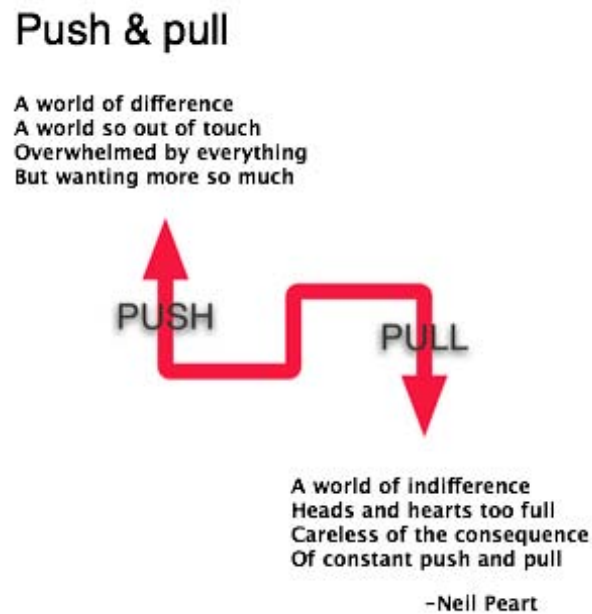 Push & pull
A world of difference
A world so out of touch
Overwhelmed by everything
But wanting more so much
PUSH
PULL
A world of indifference
Heads and hearts too full
Careless of the consequence
Of constant push and pull
-Neil Peart